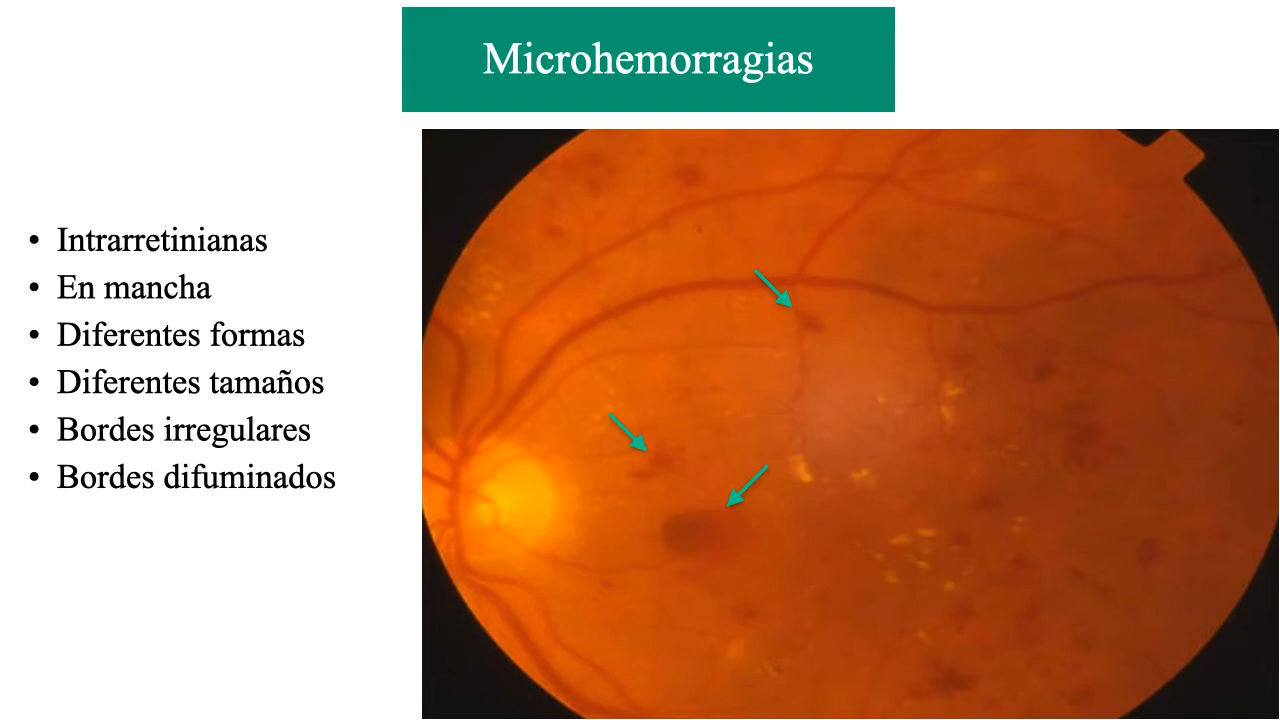 Microhemorragias
• Intrarretinianas
• En mancha
• Diferentes formas
• Diferentes tamaños
• Bordes irregulares
• Bordes difuminados